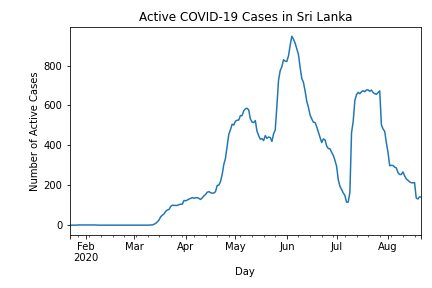 Active COVID-19 Cases in Sri Lanka
Number of Active Cases
800
600
400
200
0
Feb Mar Apr May Jun Jul Aug
2020
Day